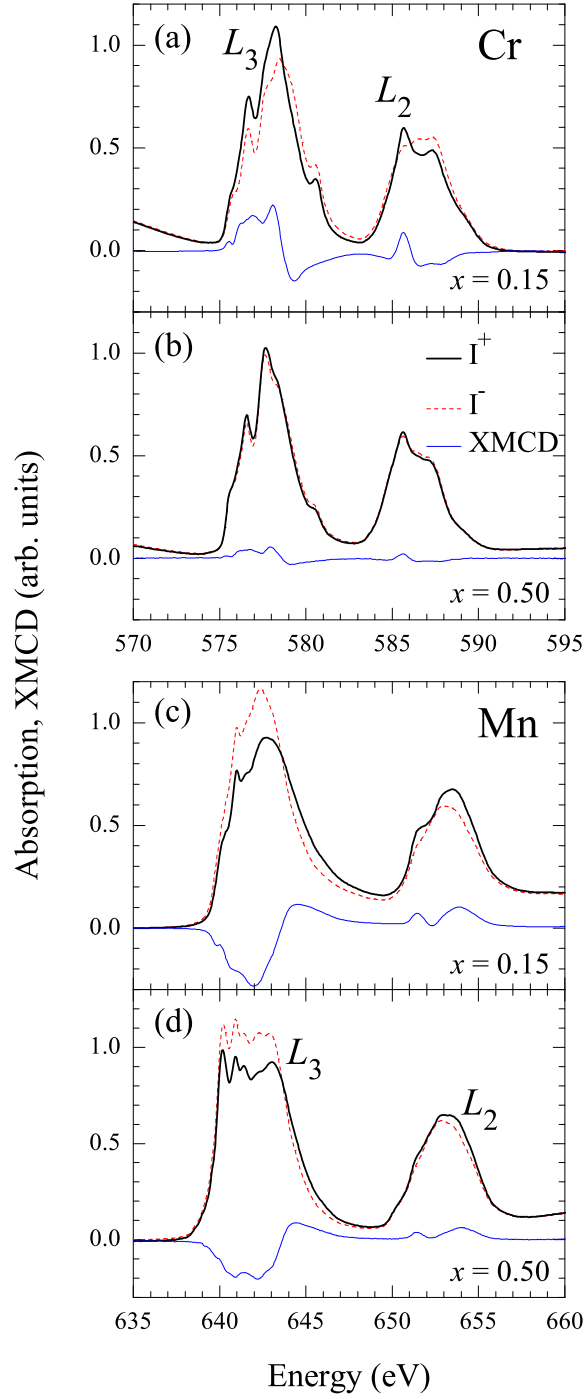 (a)
L3
Cr
1.0
L2
0.5
0.0
x = 0.15
(b)
I+
1.0
I-
XMCD
0.5
0.0
x = 0.50
570 575 580 585 590 595
Absorption, XMCD (arb. units)
(c)
Mn
1.0
0.5
0.0
x = 0.15
(d)
1.0
L3
L2
0.5
0.0
x = 0.50
635 640 645 650 655 660
Energy (eV)